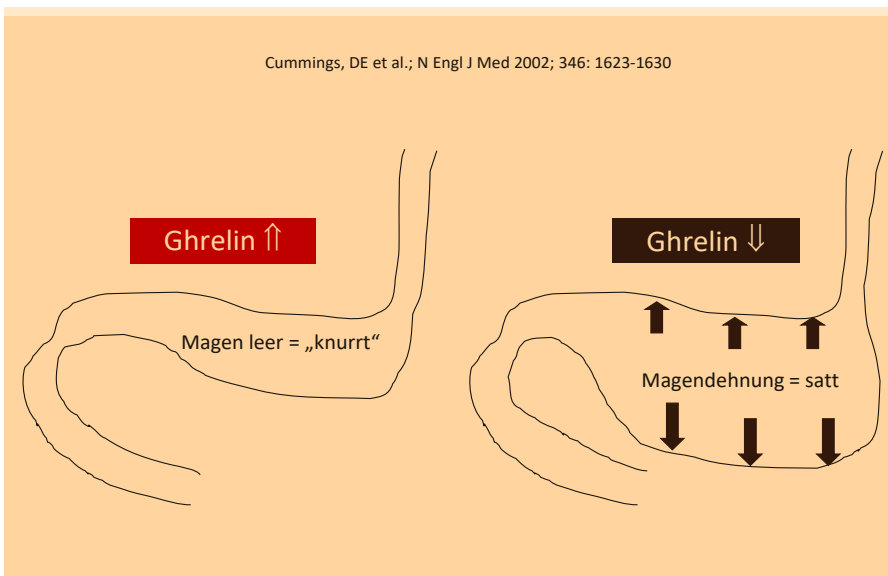 Cummings, DE et al.; N Engl J Med 2002; 346: 1623-1630
Ghrelin ⇑
Ghrelin ⇓
Magen leer = „knurrt“
Magendehnung = satt